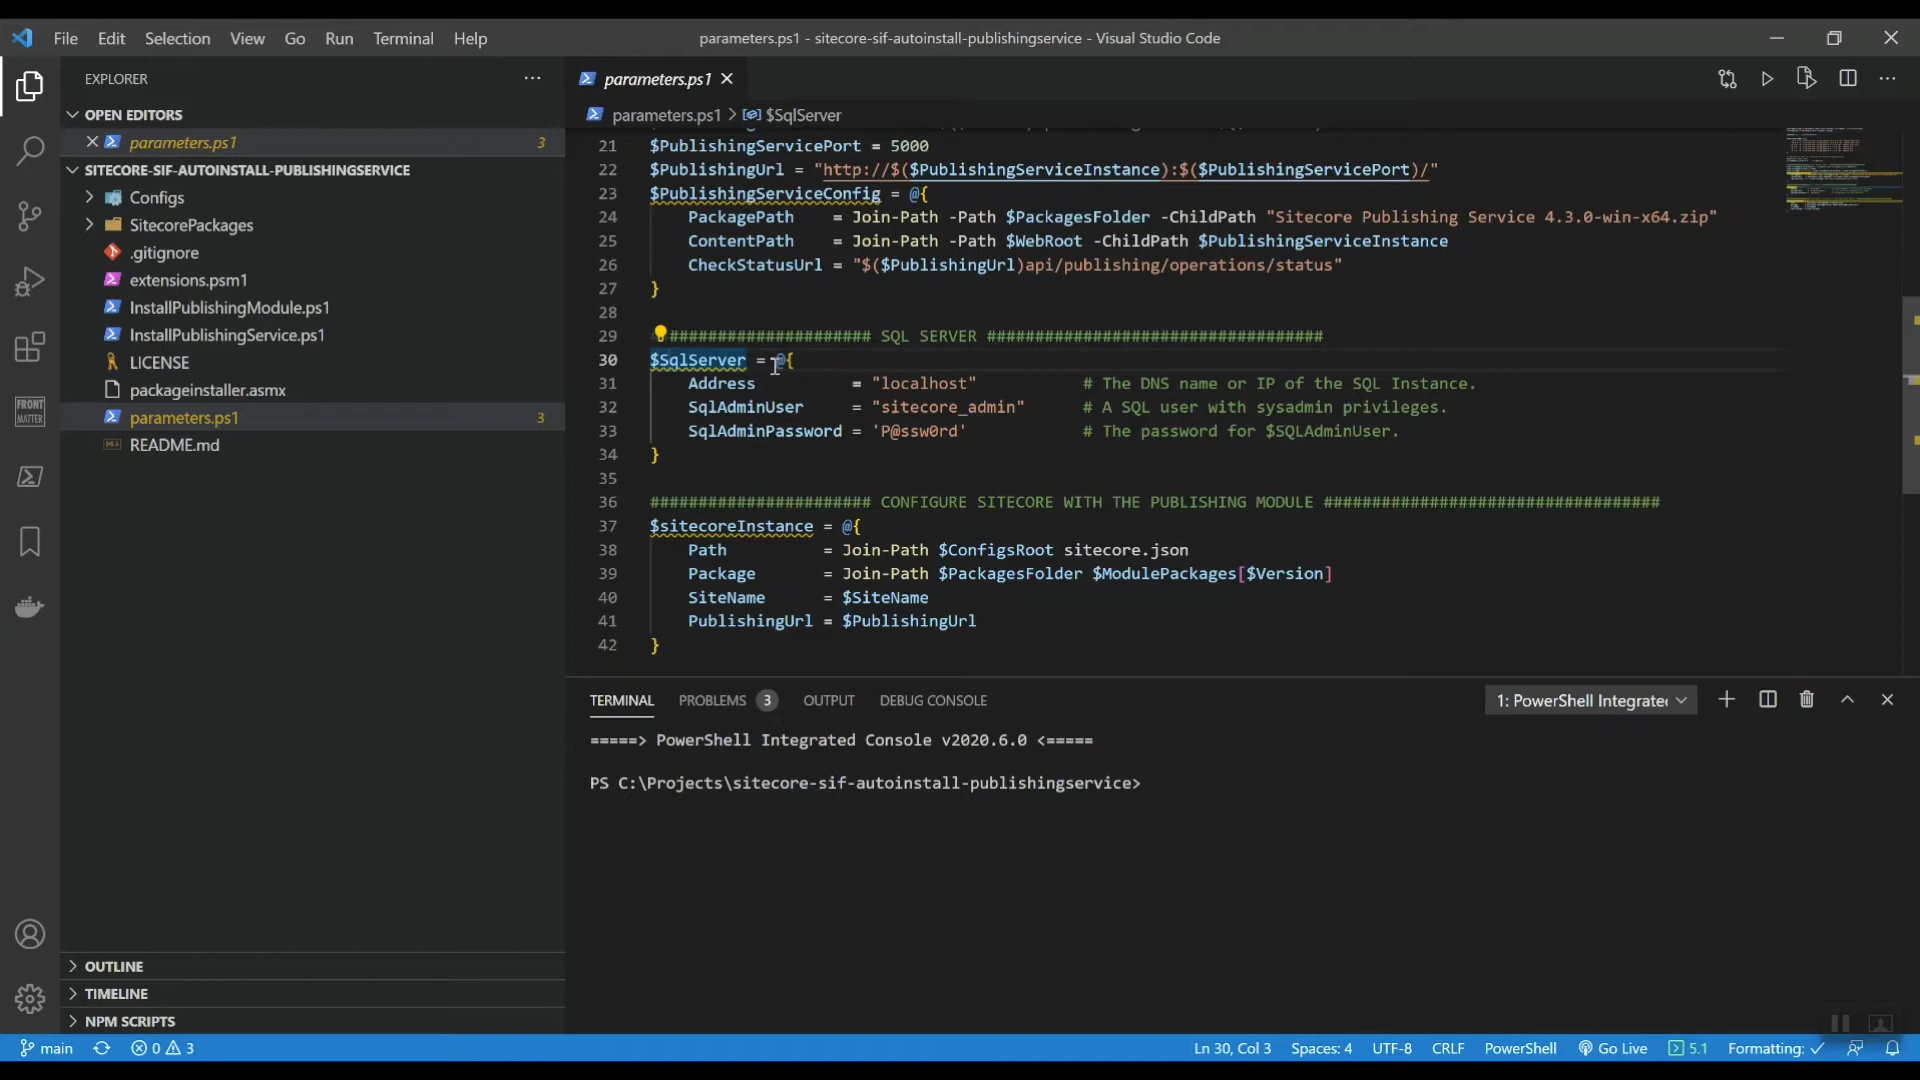 File Edit Selection View Go Run Terminal Help
parameters.ps1 - sitecore-sif-autoinstall-publishingservice - Visual Studio Code
EXPLORER
OPEN EDITORS
parameters.ps1 3
SITECORE-SIF-AUTOINSTALL-PUBLISHINGSERVICE
Configs
SitecorePackages
.gitignore
extensions.psm1
InstallPublishingModule.ps1
InstallPublishingService.ps1
LICENSE
packageinstaller.asmx
parameters.ps1 3
README.md
FRONT MATTER
OUTLINE
TIMELINE
NPM SCRIPTS
parameters.ps1
parameters.ps1 > $SqlServer
21 $PublishingServicePort = 5000
22 $PublishingUrl = "http://$($PublishingServiceInstance):$($PublishingServicePort)/"
23 $PublishingServiceConfig = @{
24 PackagePath = Join-Path -Path $PackagesFolder -ChildPath "Sitecore Publishing Service 4.3.0-win-x64.zip"
25 ContentPath = Join-Path -Path $WebRoot -ChildPath $PublishingServiceInstance
26 CheckStatusUrl = "$($PublishingUrl)api/publishing/operations/status"
27 }
28
29 ##################### SQL SERVER ###################################
30 $SqlServer = @{
31 Address = "localhost" # The DNS name or IP of the SQL Instance.
32 SqlAdminUser = "sitecore_admin" # A SQL user with sysadmin privileges.
33 SqlAdminPassword = 'P@ssw0rd' # The password for $SQLAdminUser.
34 }
35
36 ####################### CONFIGURE SITECORE WITH THE PUBLISHING MODULE ###################################
37 $sitecoreInstance = @{
38 Path = Join-Path $ConfigsRoot sitecore.json
39 Package = Join-Path $PackagesFolder $ModulePackages[$Version]
40 SiteName = $SiteName
41 PublishingUrl = $PublishingUrl
42 }
TERMINAL PROBLEMS 3 OUTPUT DEBUG CONSOLE 1: PowerShell Integrate
=====> PowerShell Integrated Console v2020.6.0 <=====
PS C:\Projects\sitecore-sif-autoinstall-publishingservice>
main 0 3 Ln 30, Col 3 Spaces: 4 UTF-8 CRLF PowerShell Go Live 5.1 Formatting: ✓